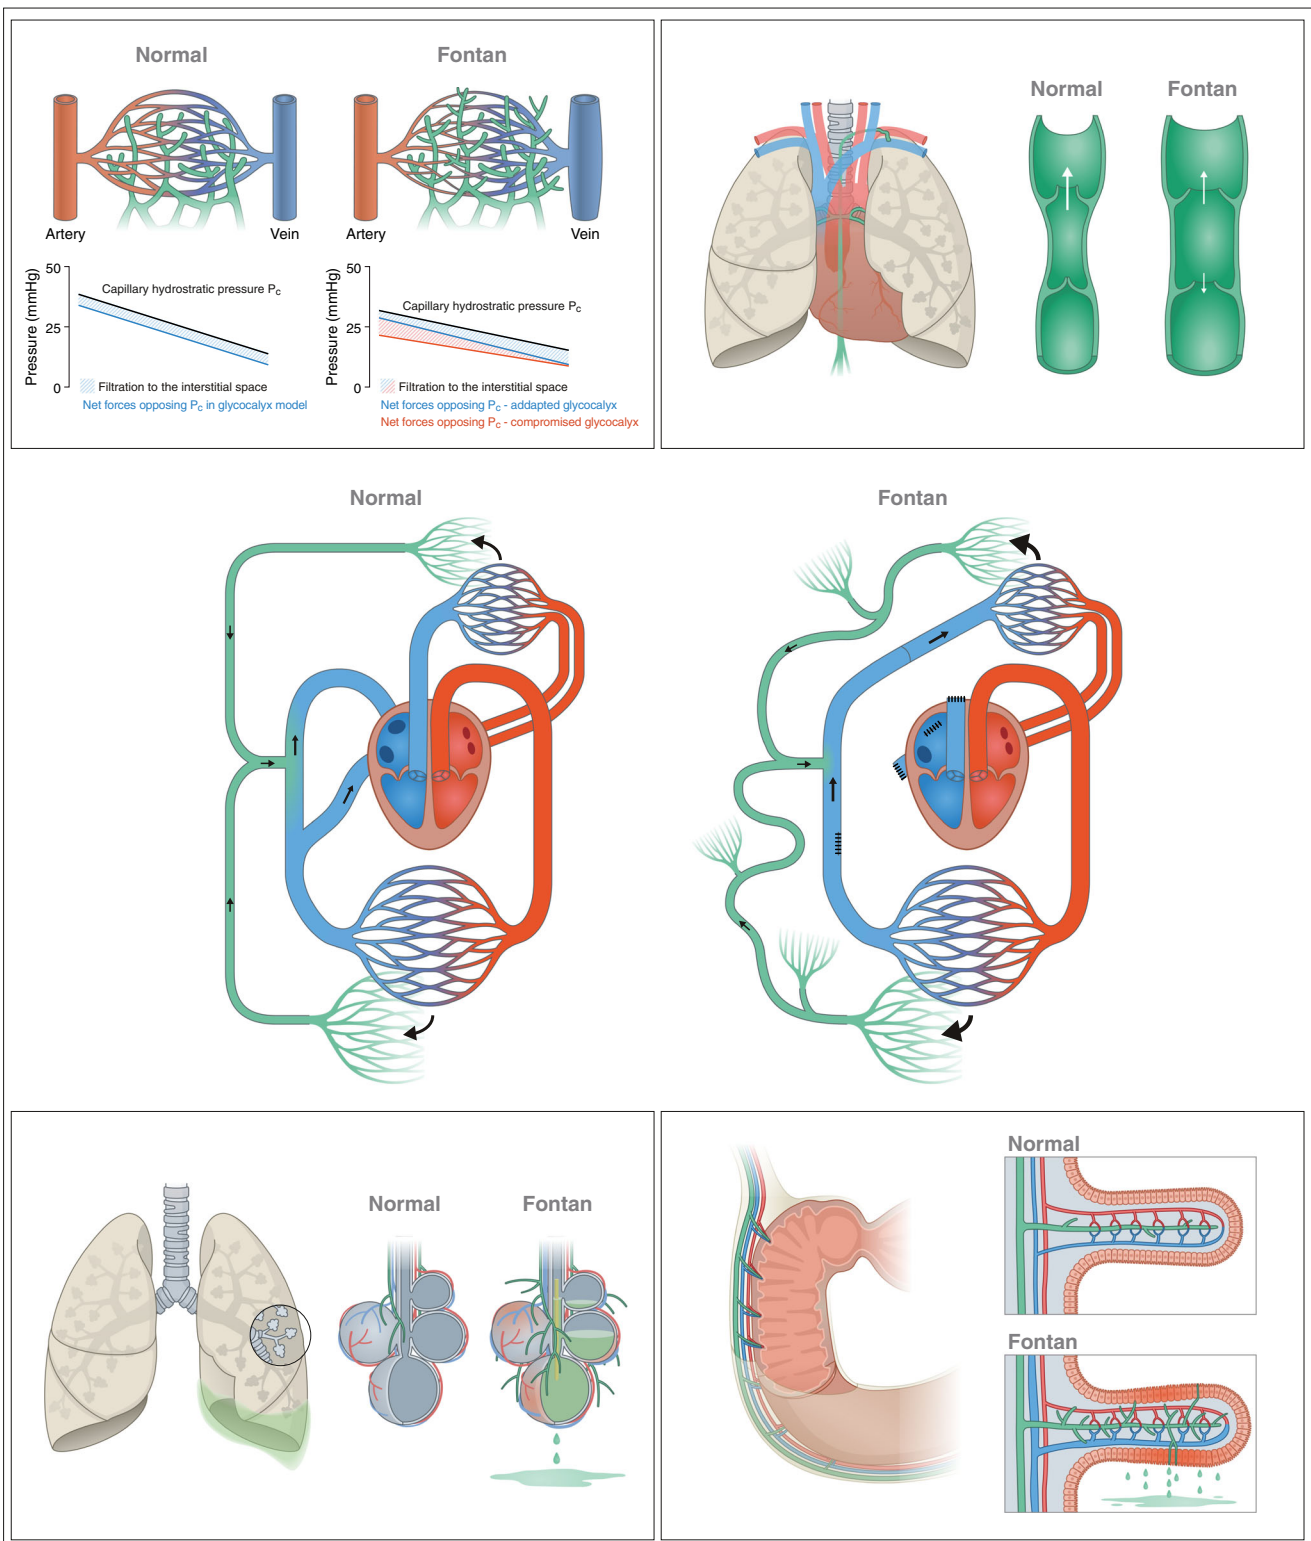 Normal
Fontan
Artery
Vein
Artery
Vein
Pressure (mmHg)
50
25
0
Capillary hydrostratic pressure Pc
Filtration to the interstitial space
Net forces opposing Pc in glycocalyx model
Pressure (mmHg)
50
25
0
Capillary hydrostratic pressure Pc
Filtration to the interstitial space
Net forces opposing Pc - addapted glycocalyx
Net forces opposing Pc - compromised glycocalyx
Normal
Fontan
Normal
Fontan
Normal
Fontan
Normal
Fontan